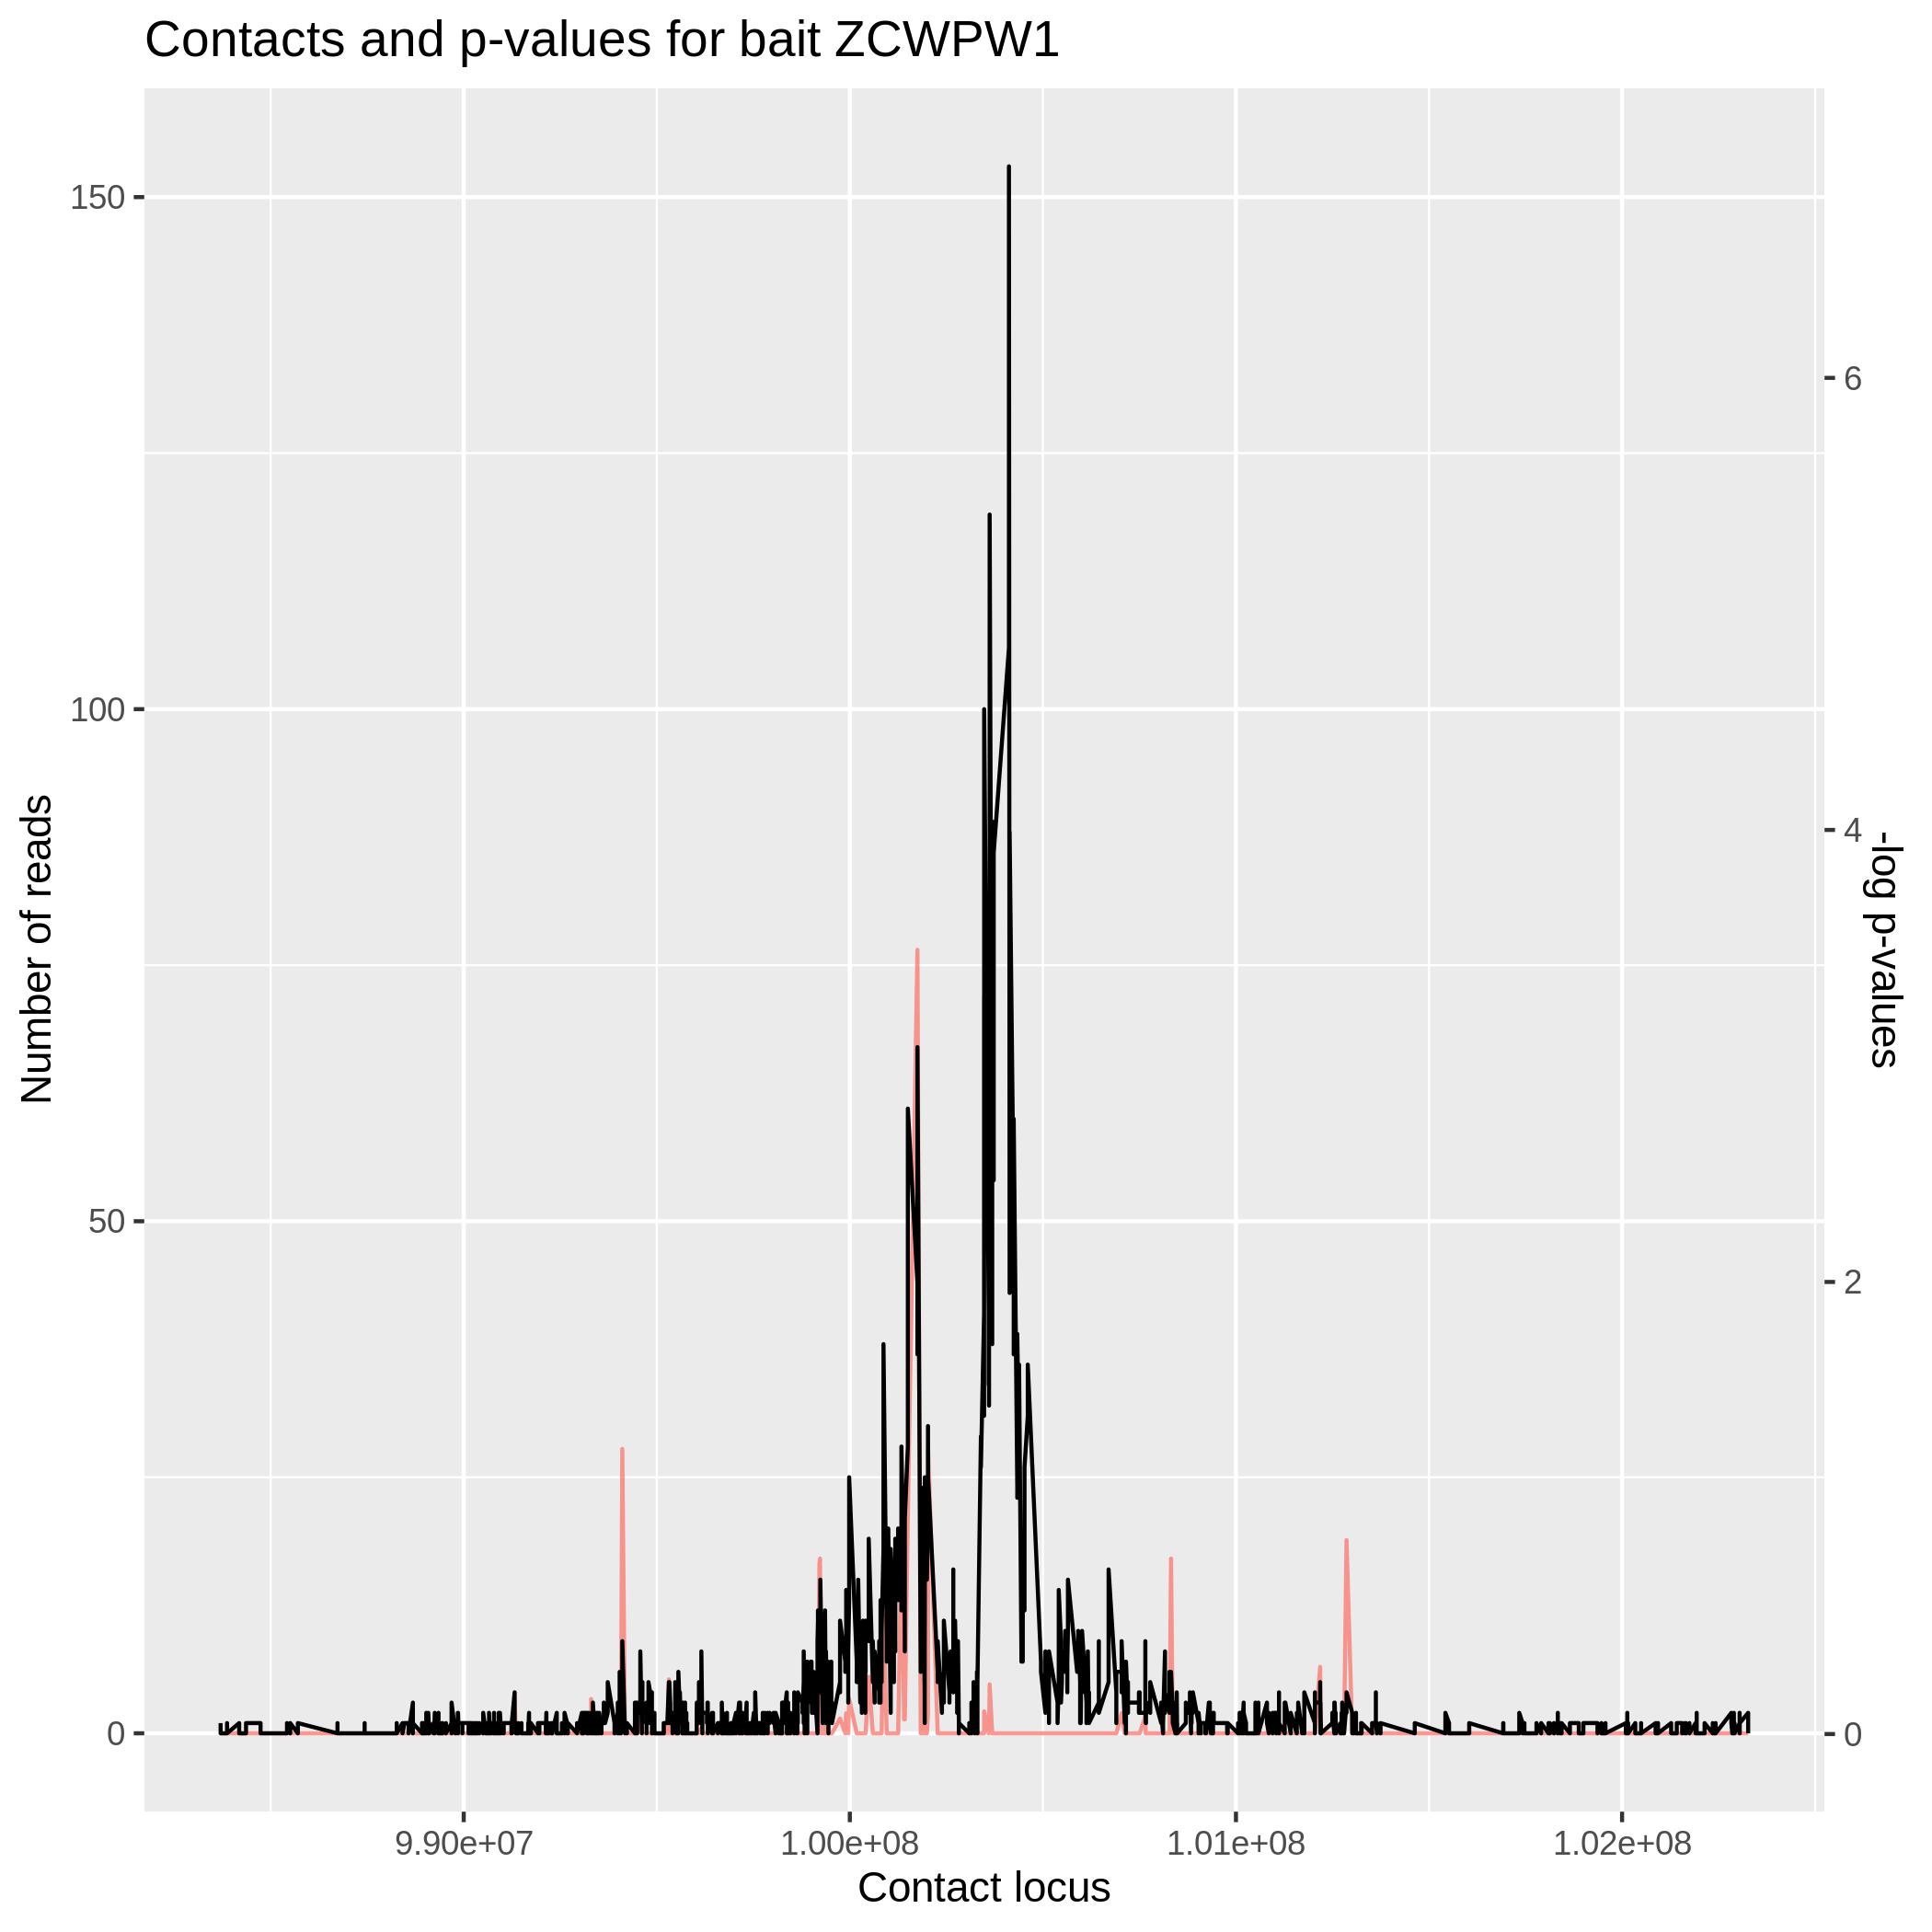 Contacts and p-values for bait ZCWPW1
150
100
50
0
6
4
2
0
Number of reads
-log p-values
9.90e+07 1.00e+08 1.01e+08 1.02e+08
Contact locus